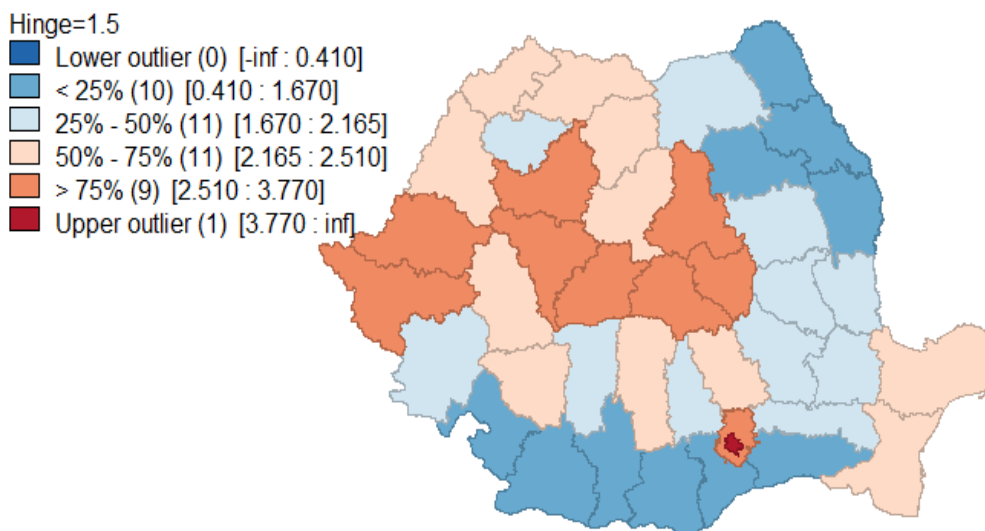 Hinge=1.5
Lower outlier (0) [-inf : 0.410]
< 25% (10) [0.410 : 1.670]
25% - 50% (11) [1.670 : 2.165]
50% - 75% (11) [2.165 : 2.510]
> 75% (9) [2.510 : 3.770]
Upper outlier (1) [3.770 : inf]